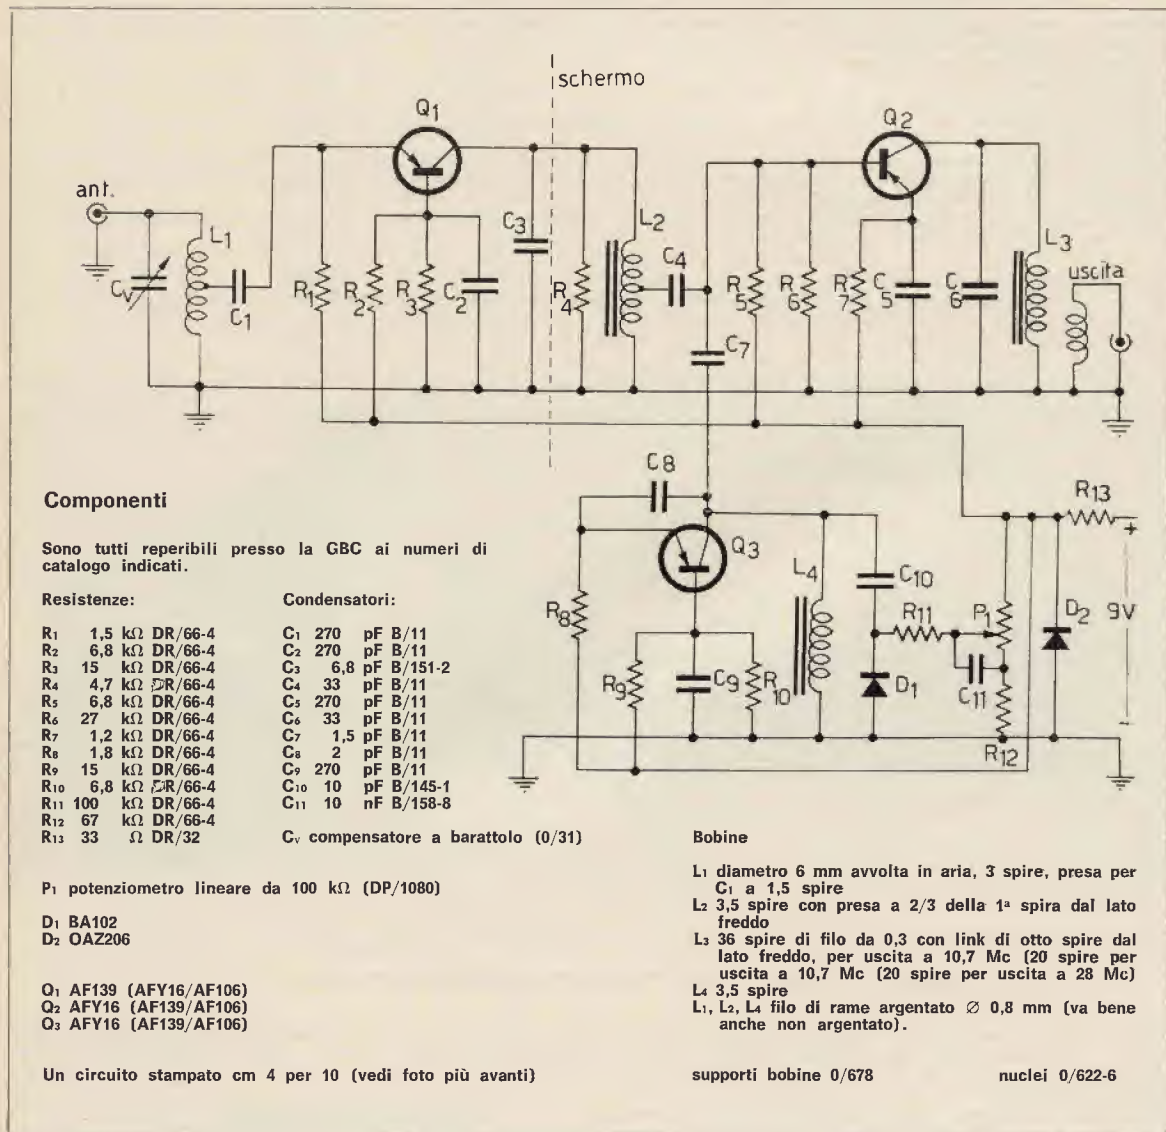 schermo
Q1
Q2
ant.
L1
Cv
C1
R1
R2
R3
C2
C3
R4
L2
C4
C7
R5
R6
R7
C5
C6
L3
uscita
C8
Q3
R8
R9
C9
R10
L4
C10
R11
D1
C11
P1
R12
D2
R13
+
9V
-
Componenti
Sono tutti reperibili presso la GBC ai numeri di
catalogo indicati.
Resistenze:
R1 1,5 kΩ DR/66-4
R2 6,8 kΩ DR/66-4
R3 15 kΩ DR/66-4
R4 4,7 kΩ DR/66-4
R5 6,8 kΩ DR/66-4
R6 27 kΩ DR/66-4
R7 1,2 kΩ DR/66-4
R8 1,8 kΩ DR/66-4
R9 15 kΩ DR/66-4
R10 6,8 kΩ DR/66-4
R11 100 kΩ DR/66-4
R12 67 kΩ DR/66-4
R13 33 Ω DR/32
Condensatori:
C1 270 pF B/11
C2 270 pF B/11
C3 6,8 pF B/151-2
C4 33 pF B/11
C5 270 pF B/11
C6 33 pF B/11
C7 1,5 pF B/11
C8 2 pF B/11
C9 270 pF B/11
C10 10 pF B/145-1
C11 10 nF B/158-8
Cv compensatore a barattolo (0/31)
P1 potenziometro lineare da 100 kΩ (DP/1080)
D1 BA102
D2 OAZ206
Q1 AF139 (AFY16/AF106)
Q2 AFY16 (AF139/AF106)
Q3 AFY16 (AF139/AF106)
Un circuito stampato cm 4 per 10 (vedi foto più avanti)
Bobine
L1 diametro 6 mm avvolta in aria, 3 spire, presa per
C1 a 1,5 spire
L2 3,5 spire con presa a 2/3 della 1ª spira dal lato
freddo
L3 36 spire di filo da 0,3 con link di otto spire dal
lato freddo, per uscita a 10,7 Mc (20 spire per
uscita a 10,7 Mc (20 spire per uscita a 28 Mc)
L4 3,5 spire
L1, L2, L4 filo di rame argentato Ø 0,8 mm (va bene
anche non argentato).
supporti bobine 0/678
nuclei 0/622-6